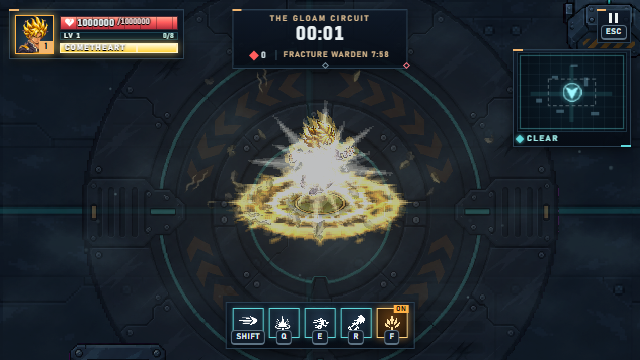 1000000/1000000
LV 1
0/8
COMETHEART
1
THE GLOAM CIRCUIT
00:01
0 FRACTURE WARDEN 7:58
ESC
CLEAR
ON
SHIFT Q E R F